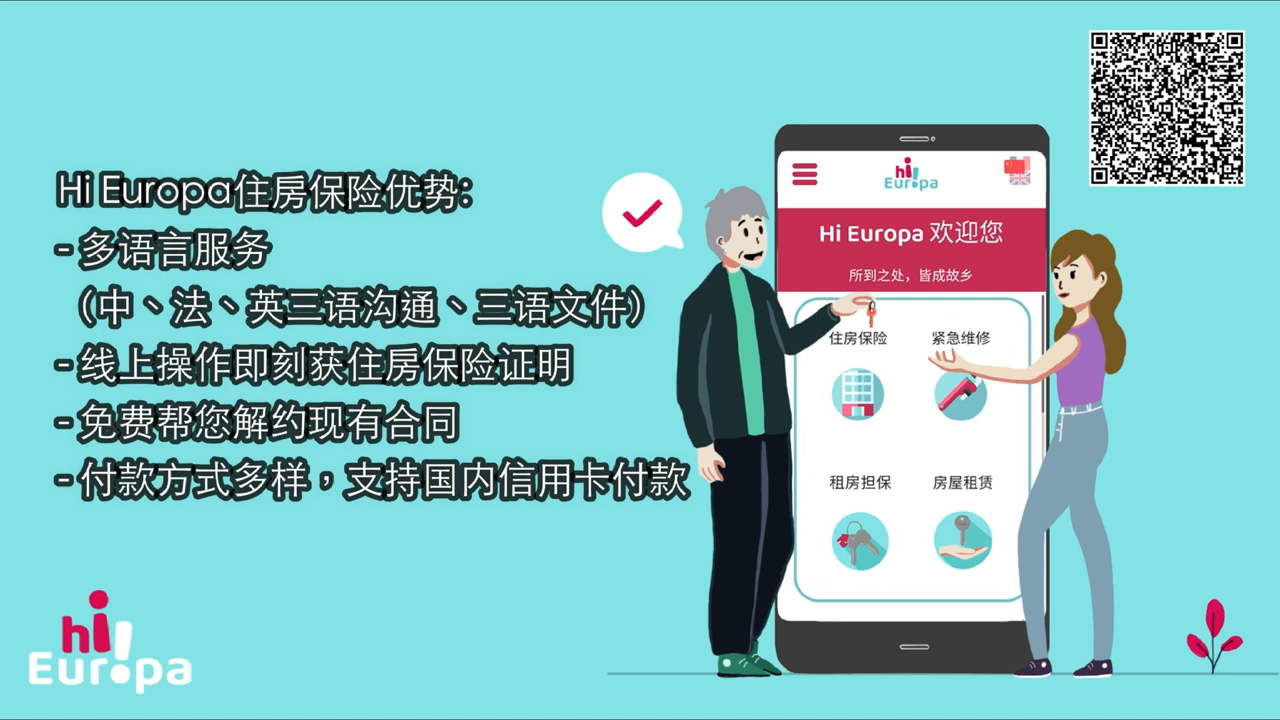 Hi Europa住房保险优势:
- 多语言服务
（中、法、英三语沟通、三语文件）
- 线上操作即刻获住房保险证明
- 免费帮您解约现有合同
- 付款方式多样，支持国内信用卡付款
hi!
Europa
hi!
Europa
Hi Europa 欢迎您
所到之处，皆成故乡
住房保险 紧急维修
租房担保 房屋租赁